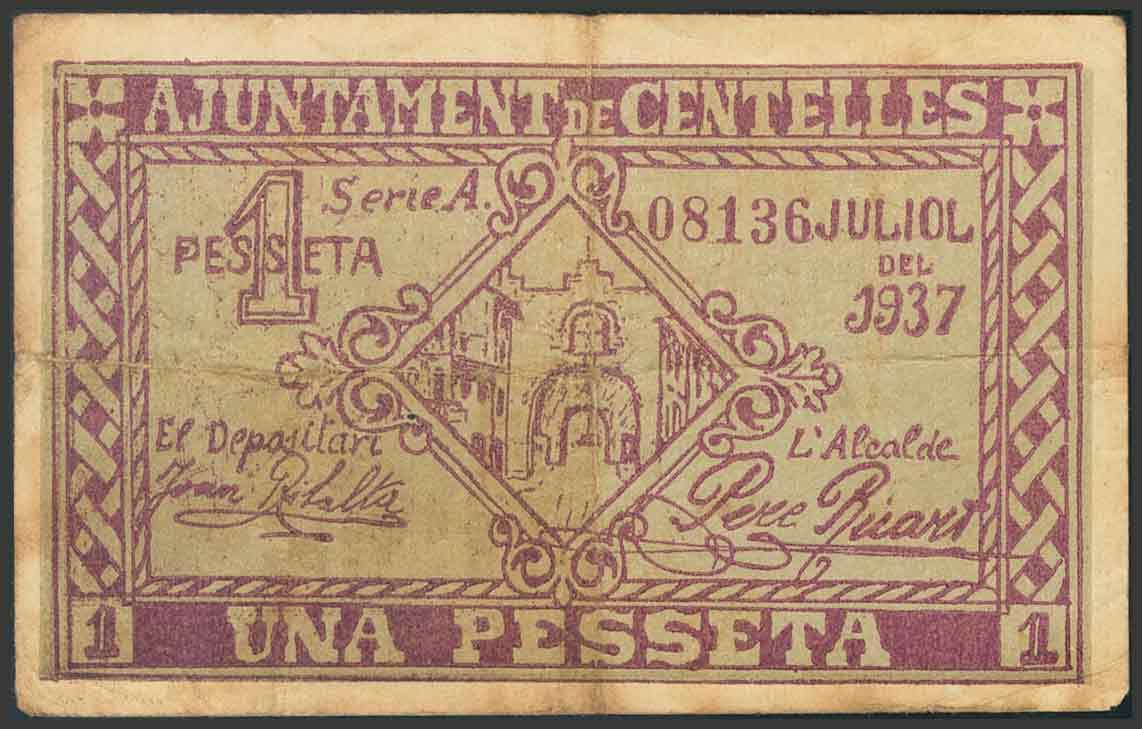 AJUNTAMENT DE CENTELLES
1
Serie A.
PESSETA
08136 JULIOL
DEL
1937
El Depositari
Joan
L'Alcalde
Pere Ricart
1
UNA PESSETA
1